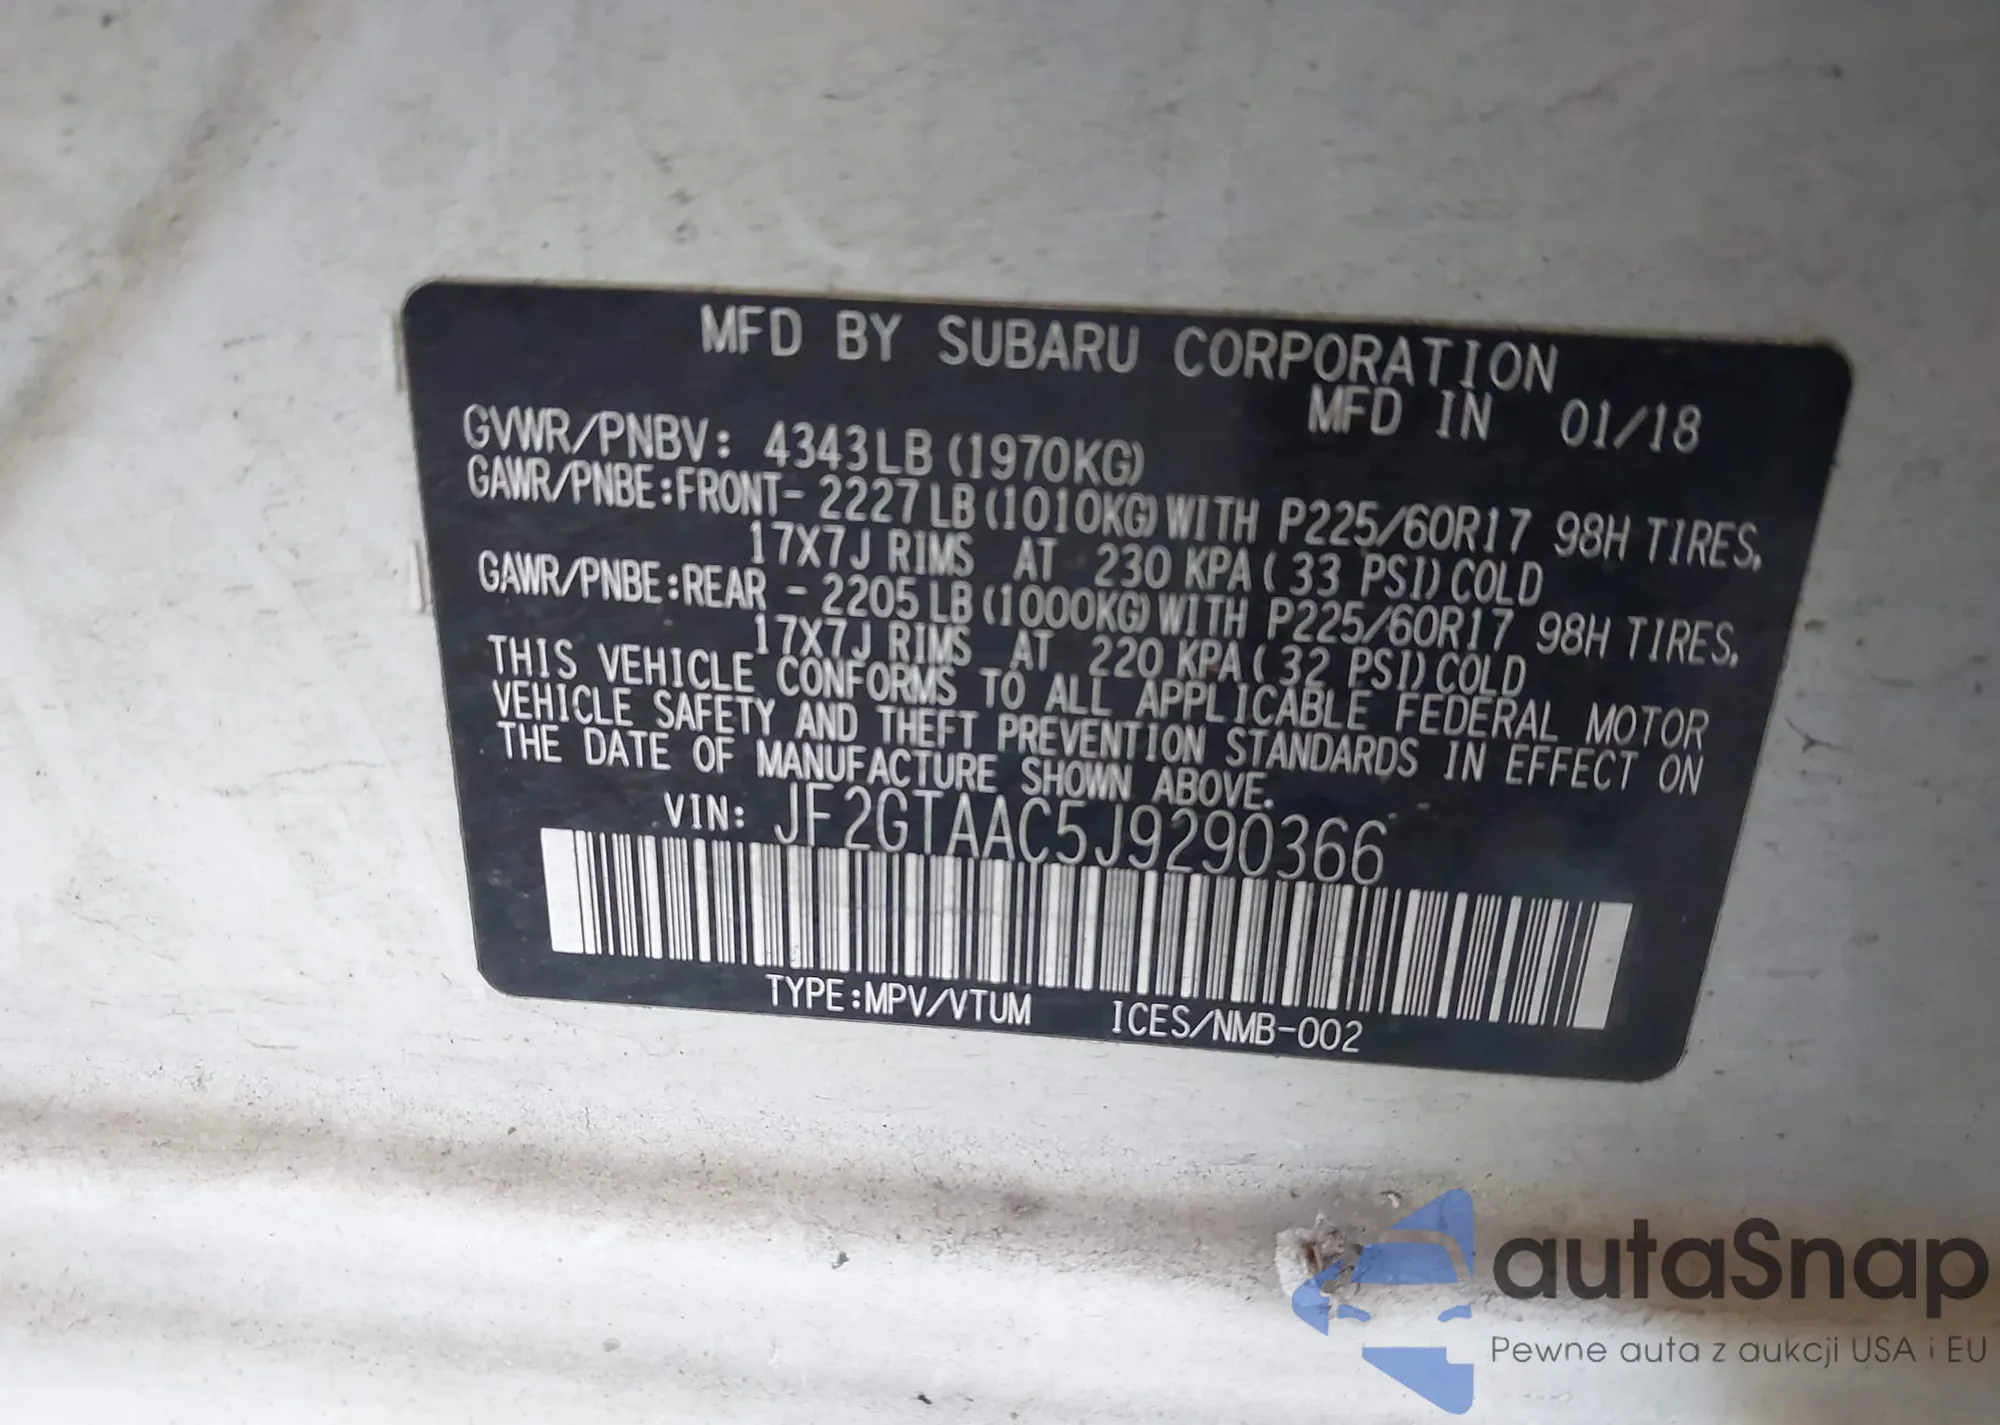 MFD BY SUBARU CORPORATION
MFD IN 01/18
GVWR/PNBV: 4343LB (1970KG)
GAWR/PNBE:FRONT- 2227LB (1010KG) WITH P225/60R17 98H TIRES,
17X7J RIMS AT 230 KPA ( 33 PSI) COLD
GAWR/PNBE:REAR - 2205LB (1000KG) WITH P225/60R17 98H TIRES,
17X7J RIMS AT 220 KPA ( 32 PSI) COLD
THIS VEHICLE CONFORMS TO ALL APPLICABLE FEDERAL MOTOR
VEHICLE SAFETY AND THEFT PREVENTION STANDARDS IN EFFECT ON
THE DATE OF MANUFACTURE SHOWN ABOVE.
VIN: JF2GTAAC5J9290366
TYPE:MPV/VTUM ICES/NMB-002
autaSnap
Pewne auta z aukcji USA i EU